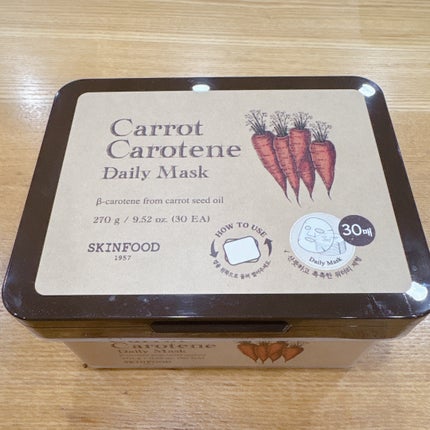 Carrot
Carotene
Daily Mask
β-carotene from carrot seed oil
270 g / 9.52 oz. (30 EA)
SKINFOOD
1957
HOW TO USE
30매
Daily Mask
Carotene
Daily Mask
SKINFOOD